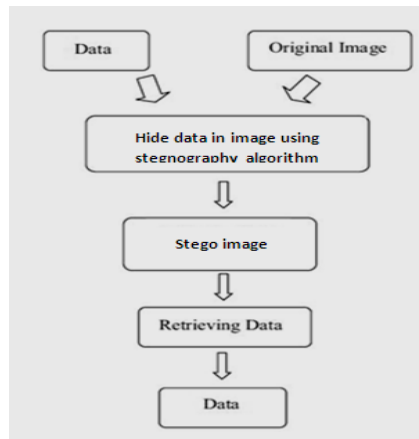 Data
Original Image
Hide data in image using
stegnography algorithm
Stego image
Retrieving Data
Data